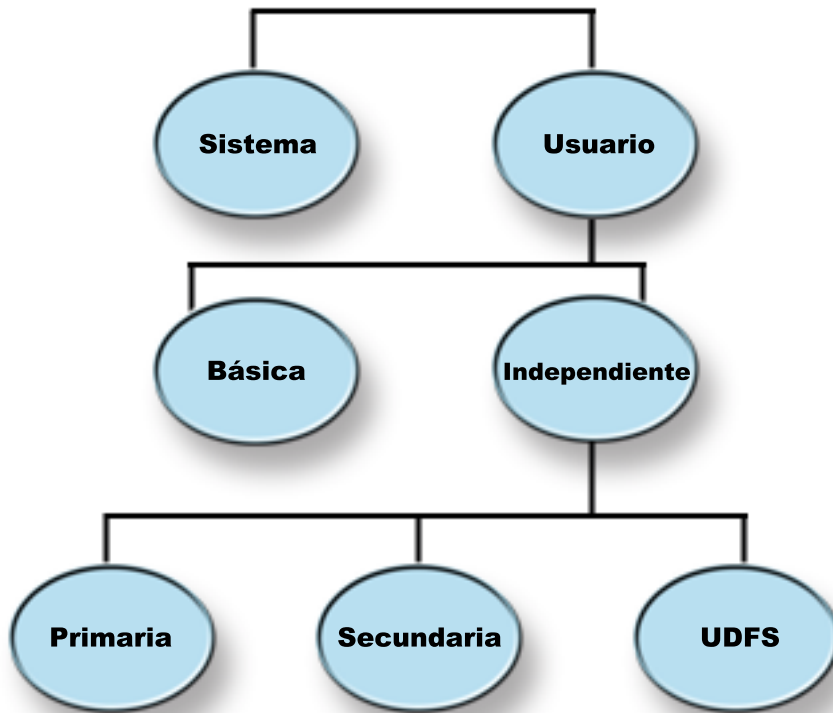 Sistema
Usuario
Básica
Independiente
Primaria
Secundaria
UDFS